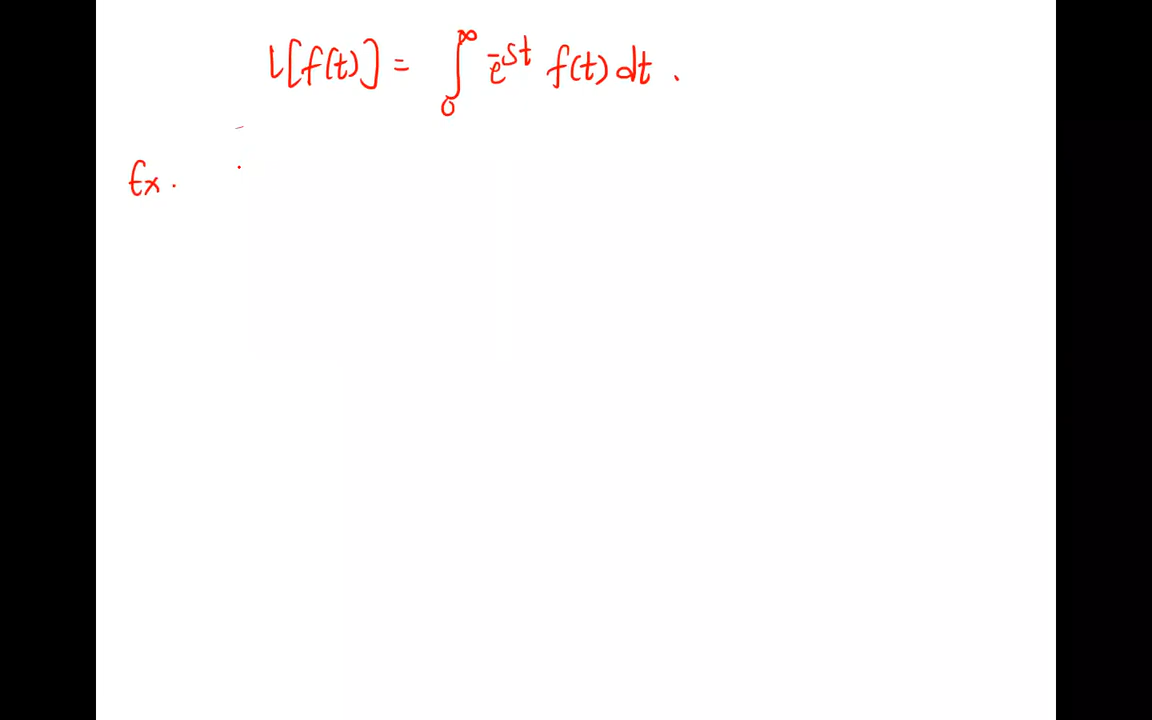 L[f(t)] = ∫₀^∞ e^{-st} f(t) dt .
Ex .